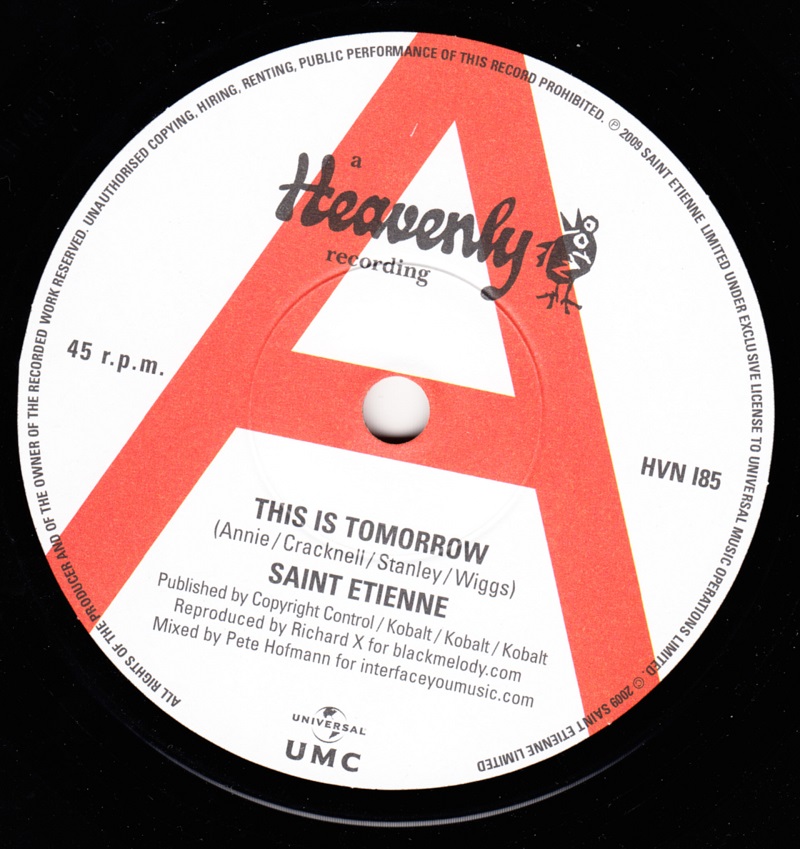 a
Heavenly
recording
45 r.p.m.
HVN 185
THIS IS TOMORROW
(Annie/Cracknell/Stanley/Wiggs)
SAINT ETIENNE
Published by Copyright Control/Kobalt/Kobalt/Kobalt
Reproduced by Richard X for blackmelody.com
Mixed by Pete Hofmann for interfaceyoumusic.com
UNIVERSAL
UMC
ALL RIGHTS OF THE PRODUCER AND OF THE OWNER OF THE RECORDED WORK RESERVED. UNAUTHORISED COPYING, HIRING, RENTING, PUBLIC PERFORMANCE OF THIS RECORD PROHIBITED. ℗ 2009 SAINT ETIENNE LIMITED UNDER EXCLUSIVE LICENSE TO UNIVERSAL MUSIC OPERATIONS LIMITED. © 2009 SAINT ETIENNE LIMITED